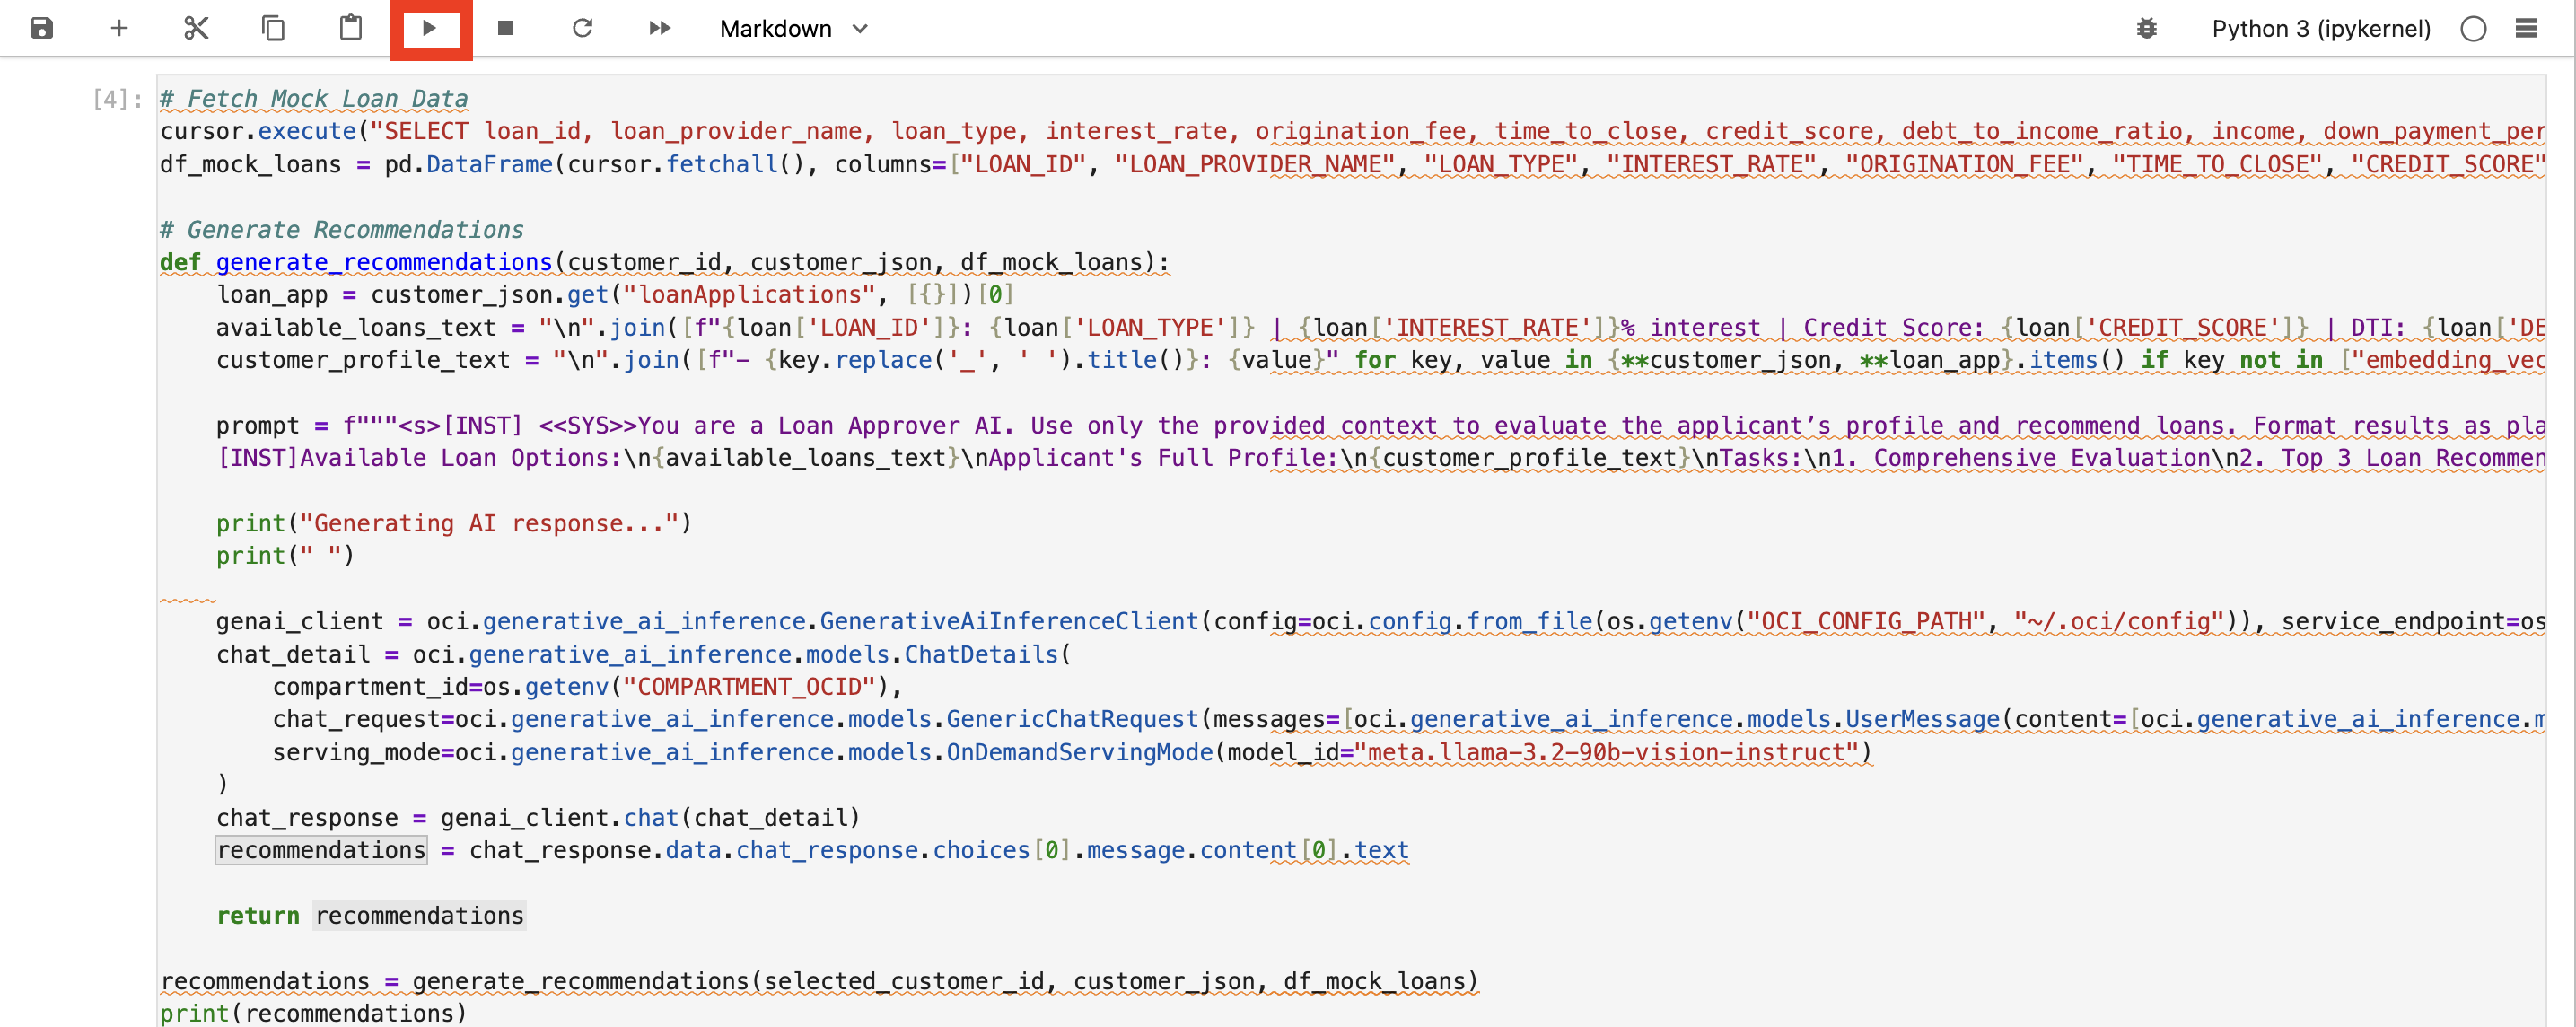 Markdown
Python 3 (ipykernel)
[4]:
# Fetch Mock Loan Data
cursor.execute("SELECT loan_id, loan_provider_name, loan_type, interest_rate, origination_fee, time_to_close, credit_score, debt_to_income_ratio, income, down_payment_per
df_mock_loans = pd.DataFrame(cursor.fetchall(), columns=["LOAN_ID", "LOAN_PROVIDER_NAME", "LOAN_TYPE", "INTEREST_RATE", "ORIGINATION_FEE", "TIME_TO_CLOSE", "CREDIT_SCORE"
# Generate Recommendations
def generate_recommendations(customer_id, customer_json, df_mock_loans):
    loan_app = customer_json.get("loanApplications", [{}])[0]
    available_loans_text = "\n".join([f"{loan['LOAN_ID']}: {loan['LOAN_TYPE']} | {loan['INTEREST_RATE']}% interest | Credit Score: {loan['CREDIT_SCORE']} | DTI: {loan['DE
    customer_profile_text = "\n".join([f"- {key.replace('_', ' ').title()}: {value}" for key, value in {**customer_json, **loan_app}.items() if key not in ["embedding_vec
    prompt = f"""<s>[INST] <<SYS>>You are a Loan Approver AI. Use only the provided context to evaluate the applicant’s profile and recommend loans. Format results as pla
    [INST]Available Loan Options:\n{available_loans_text}\nApplicant's Full Profile:\n{customer_profile_text}\nTasks:\n1. Comprehensive Evaluation\n2. Top 3 Loan Recommen
    print("Generating AI response...")
    print(" ")
    genai_client = oci.generative_ai_inference.GenerativeAiInferenceClient(config=oci.config.from_file(os.getenv("OCI_CONFIG_PATH", "~/.oci/config")), service_endpoint=os
    chat_detail = oci.generative_ai_inference.models.ChatDetails(
        compartment_id=os.getenv("COMPARTMENT_OCID"),
        chat_request=oci.generative_ai_inference.models.GenericChatRequest(messages=[oci.generative_ai_inference.models.UserMessage(content=[oci.generative_ai_inference.m
        serving_mode=oci.generative_ai_inference.models.OnDemandServingMode(model_id="meta.llama-3.2-90b-vision-instruct")
    )
    chat_response = genai_client.chat(chat_detail)
    recommendations = chat_response.data.chat_response.choices[0].message.content[0].text
    return recommendations
recommendations = generate_recommendations(selected_customer_id, customer_json, df_mock_loans)
print(recommendations)